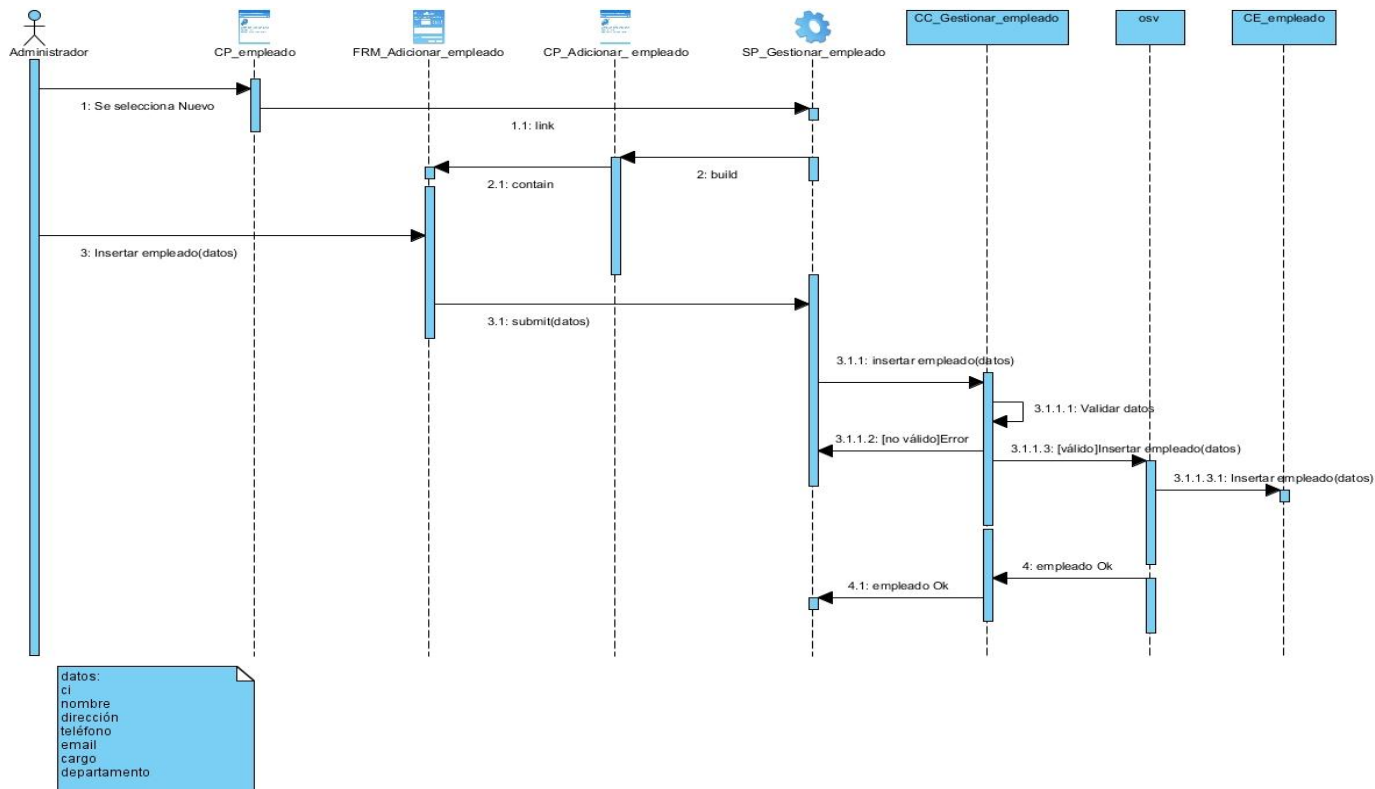 Administrador
CP_empleado
FRM_Adicionar_empleado
CP_Adicionar_ empleado
SP_Gestionar_empleado
CC_Gestionar_empleado
osv
CE_empleado
1: Se selecciona Nuevo
1.1: link
2: build
2.1: contain
3: Insertar empleado(datos)
3.1: submit(datos)
3.1.1: insertar empleado(datos)
3.1.1.1: Validar datos
3.1.1.2: [no válido]Error
3.1.1.3: [válido]Insertar empleado(datos)
3.1.1.3.1: Insertar empleado(datos)
4: empleado Ok
4.1: empleado Ok
datos:
ci
nombre
dirección
teléfono
email
cargo
departamento